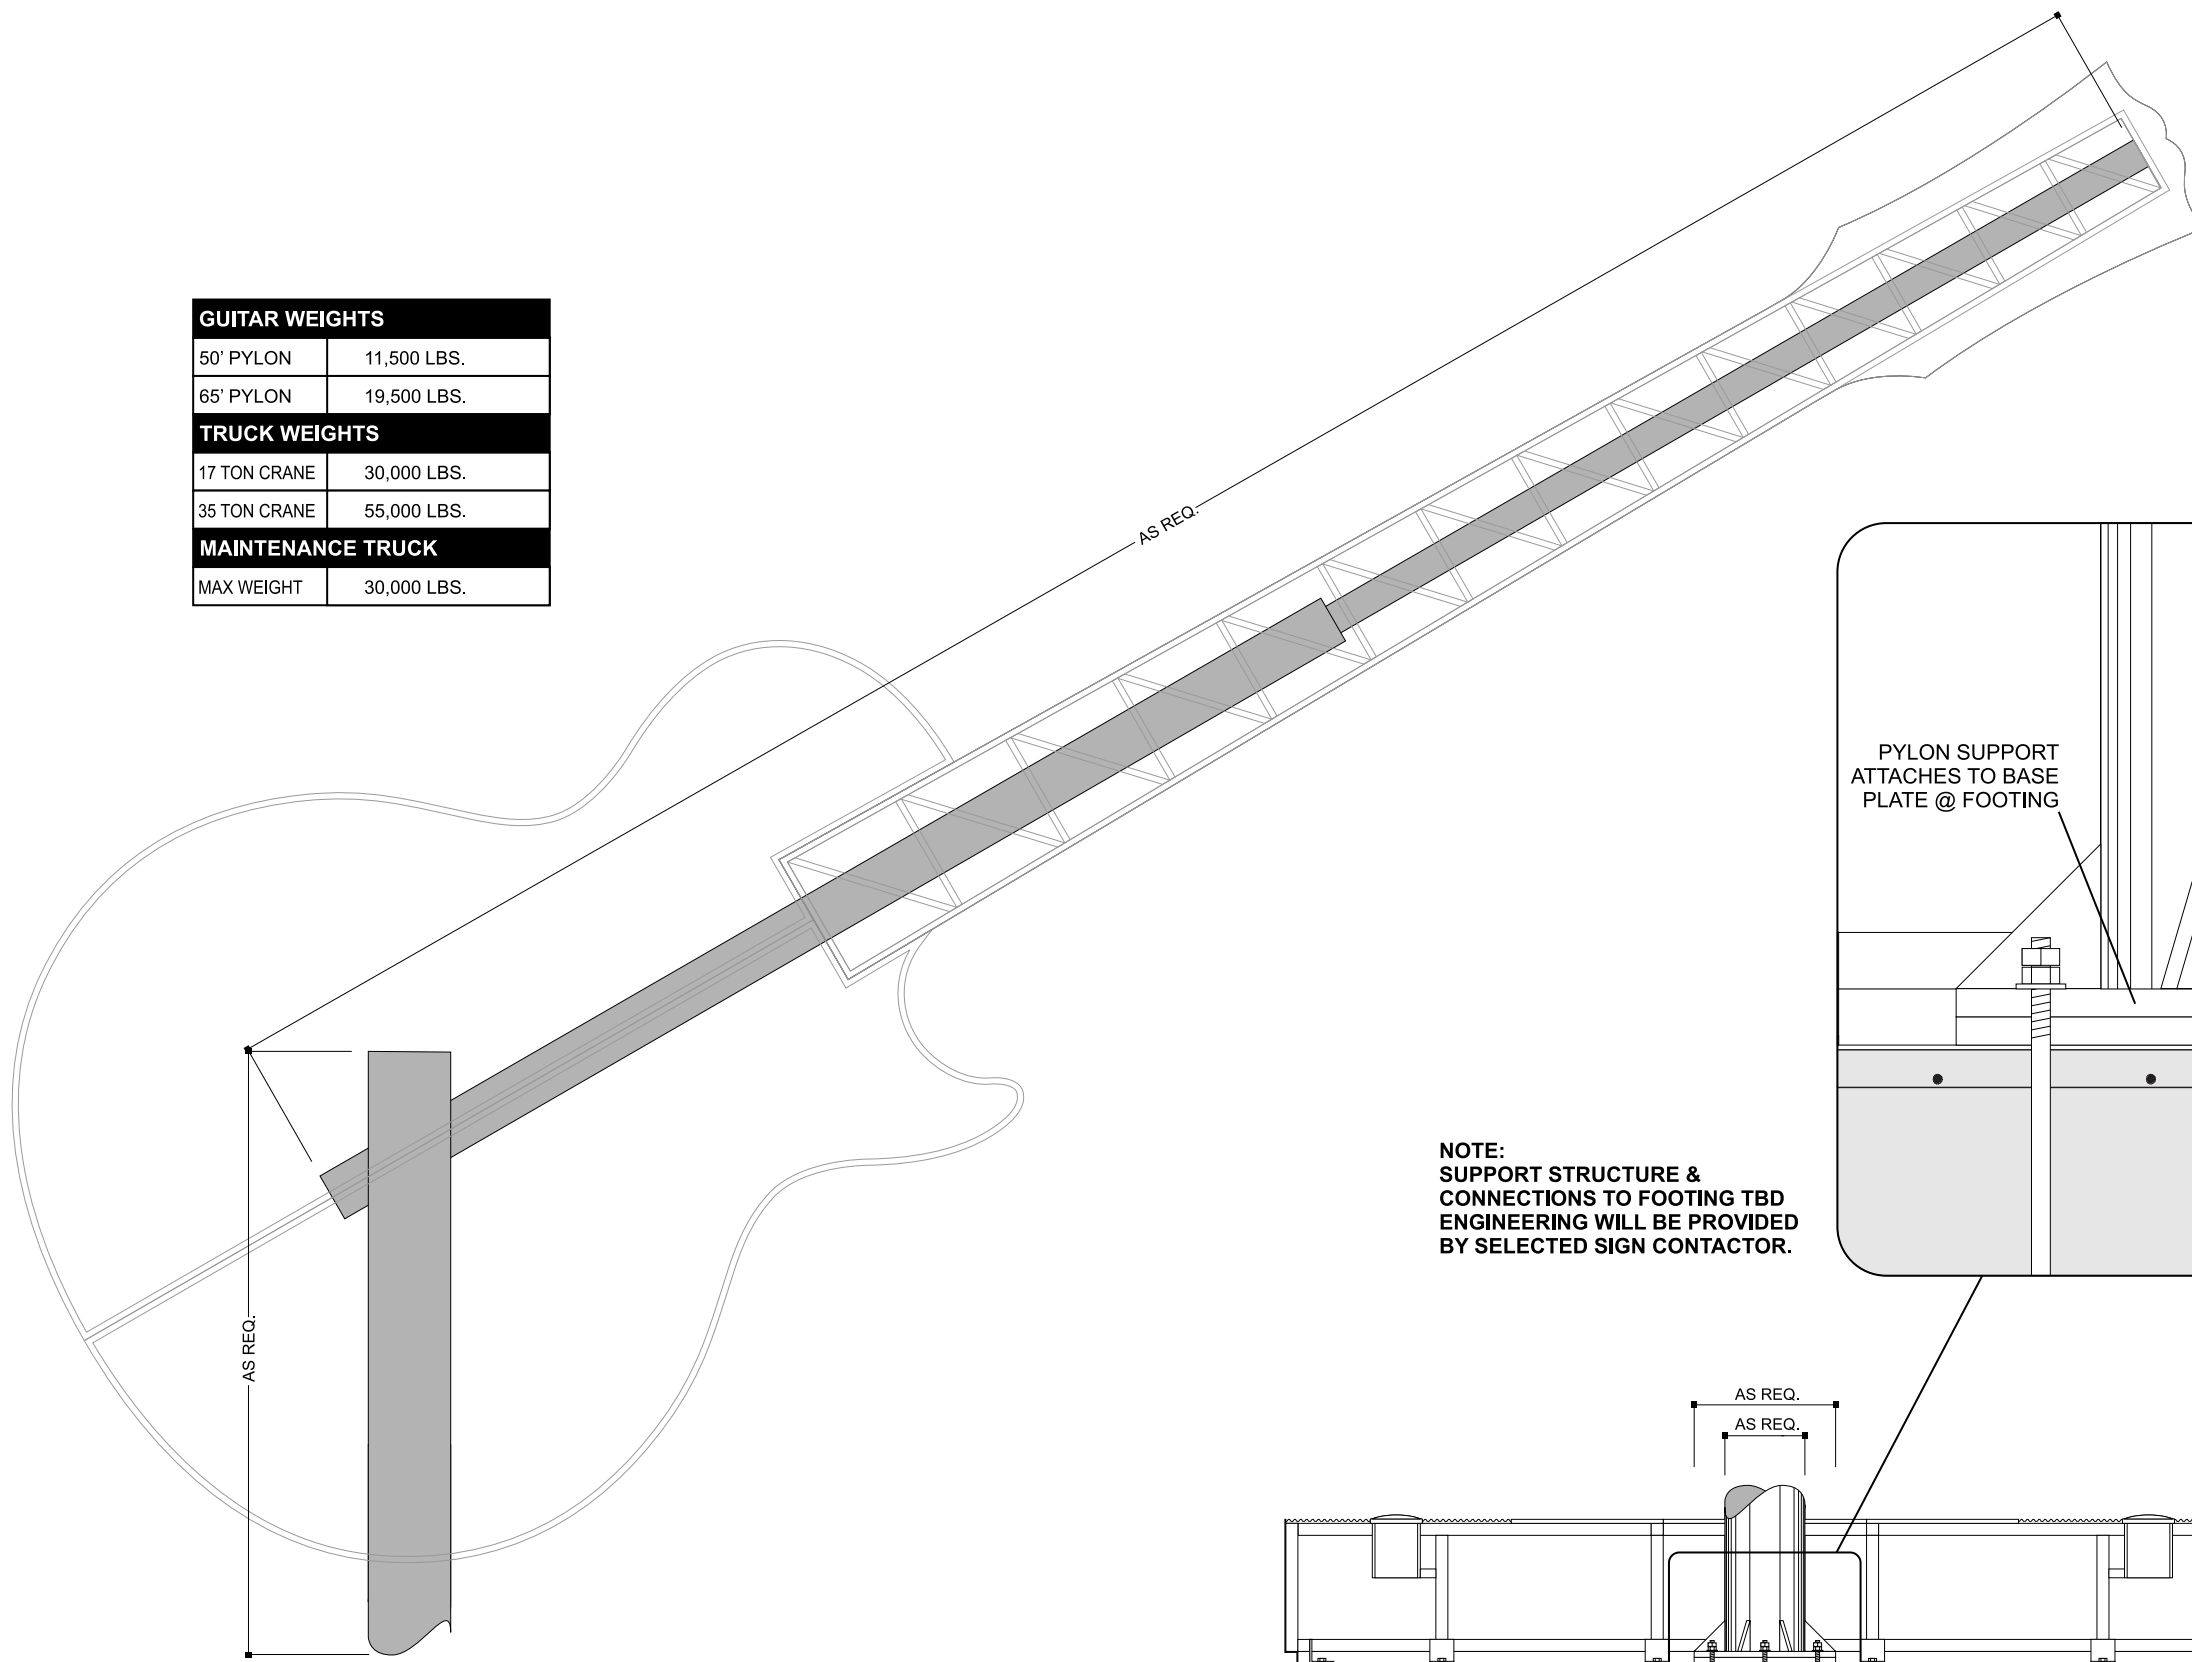 GUITAR WEIGHTS
50' PYLON 11,500 LBS.
65' PYLON 19,500 LBS.
TRUCK WEIGHTS
17 TON CRANE 30,000 LBS.
35 TON CRANE 55,000 LBS.
MAINTENANCE TRUCK
MAX WEIGHT 30,000 LBS.
AS REQ.
PYLON SUPPORT
ATTACHES TO BASE
PLATE @ FOOTING
NOTE:
SUPPORT STRUCTURE &
CONNECTIONS TO FOOTING TBD
ENGINEERING WILL BE PROVIDED
BY SELECTED SIGN CONTACTOR.
AS REQ.
AS REQ.
AS REQ.